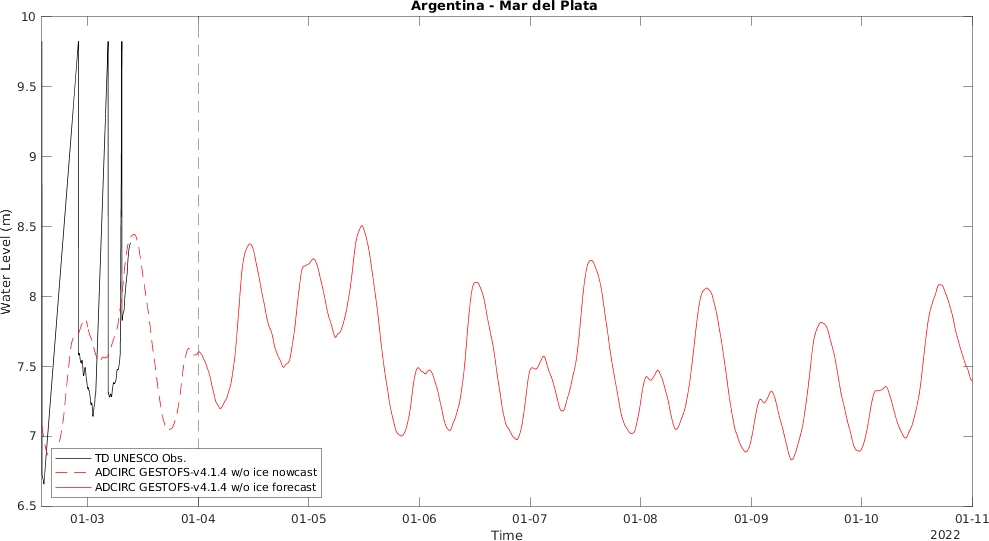 Argentina - Mar del Plata
10
9.5
9
8.5
8
7.5
7
6.5
Water Level (m)
TD UNESCO Obs.
ADCIRC GESTOFS-v4.1.4 w/o ice nowcast
ADCIRC GESTOFS-v4.1.4 w/o ice forecast
01-03 01-04 01-05 01-06 01-07 01-08 01-09 01-10 01-11
Time
2022